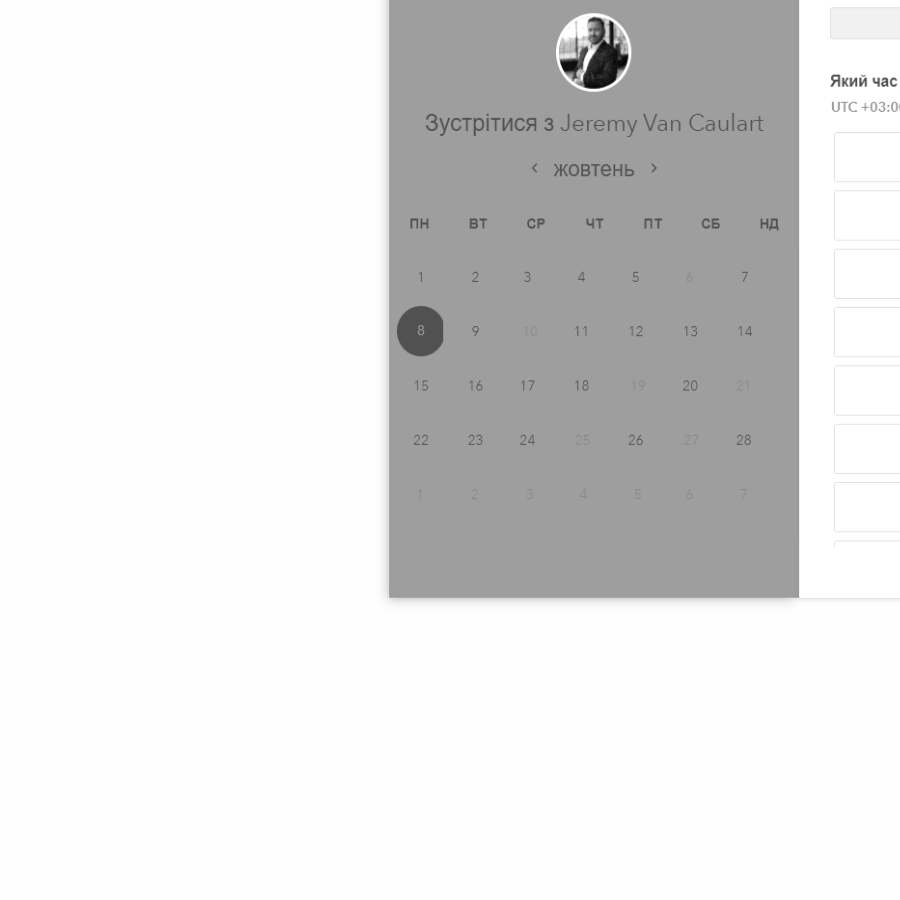 Зустрітися з Jeremy Van Caulart
жовтень
ПН ВТ СР ЧТ ПТ СБ НД
1 2 3 4 5 6 7
8 9 10 11 12 13 14
15 16 17 18 19 20 21
22 23 24 25 26 27 28
1 2 3 4 5 6 7
Який час
UTC +03:0